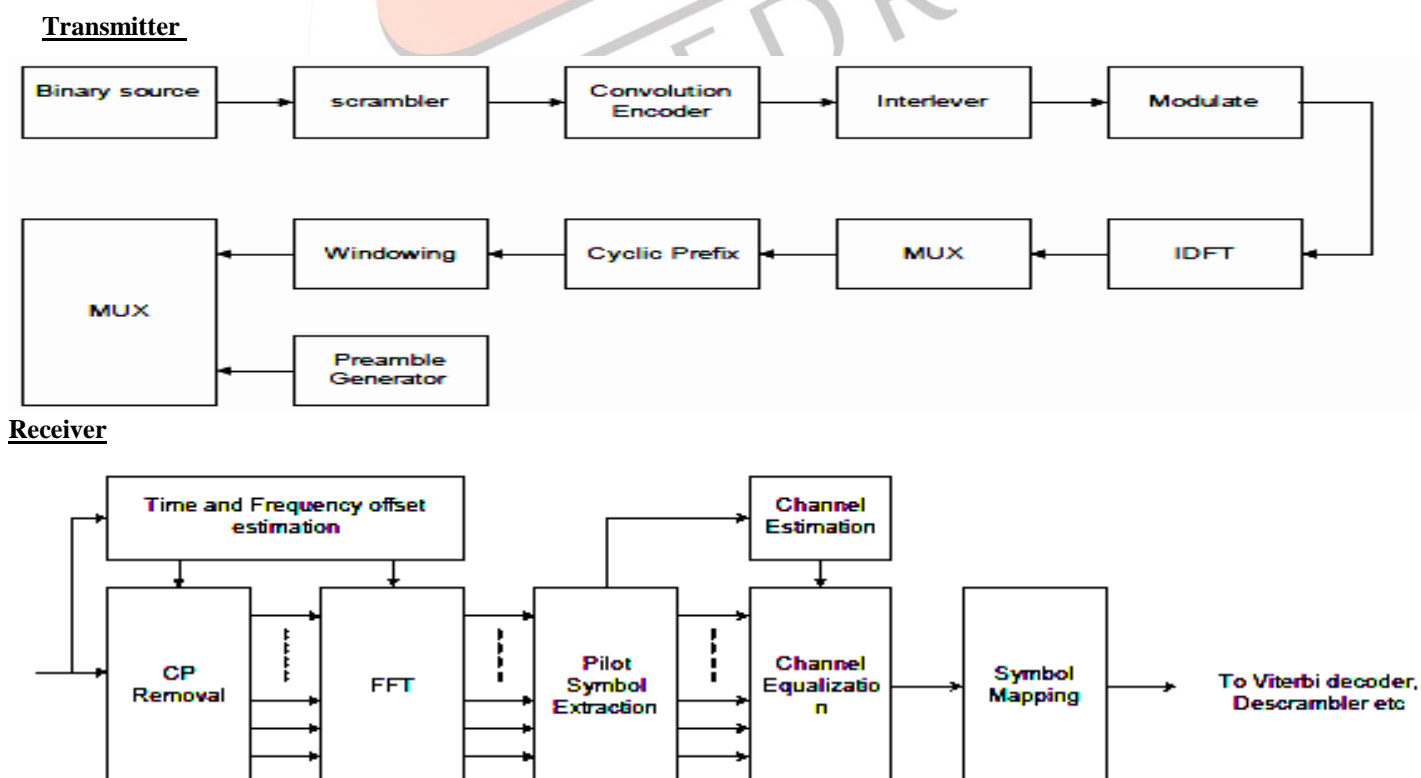 Transmitter
Binary source
scrambler
Convolution
Encoder
Interlever
Modulate
MUX
Windowing
Cyclic Prefix
MUX
IDFT
Preamble
Generator
Receiver
Time and Frequency offset
estimation
Channel
Estimation
CP
Removal
FFT
Pilot
Symbol
Extraction
Channel
Equalizatio
n
Symbol
Mapping
To Viterbi decoder,
Descrambler etc